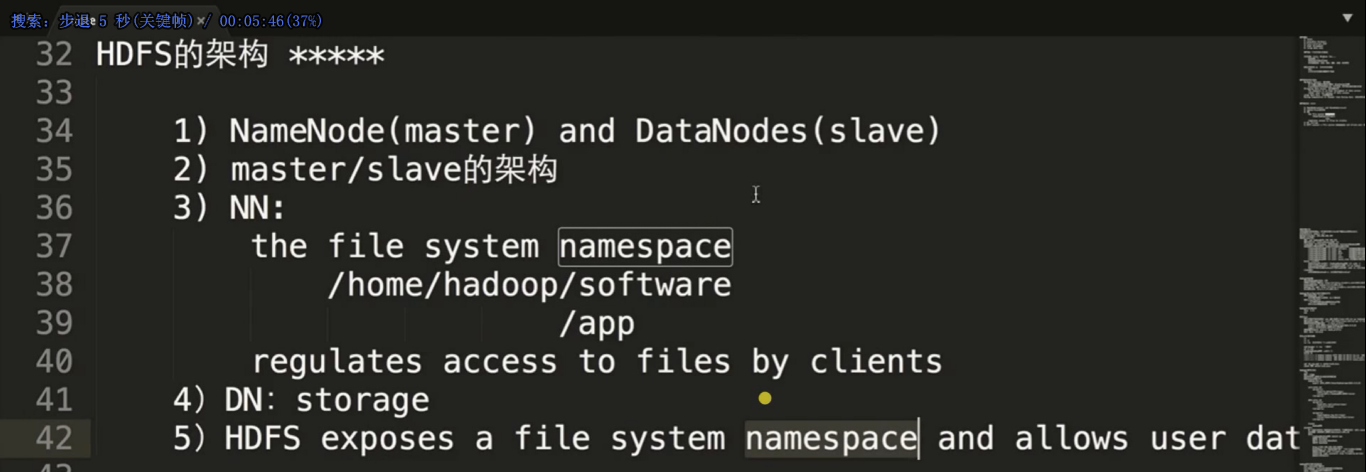 搜索: 步退 5 秒(关键帧) / 00:05:46(37%)
32 HDFS的架构 *****
33
34 1) NameNode(master) and DataNodes(slave)
35 2) master/slave的架构
36 3) NN:
37 the file system namespace
38 /home/hadoop/software
39 /app
40 regulates access to files by clients
41 4) DN: storage
42 5) HDFS exposes a file system namespace and allows user dat